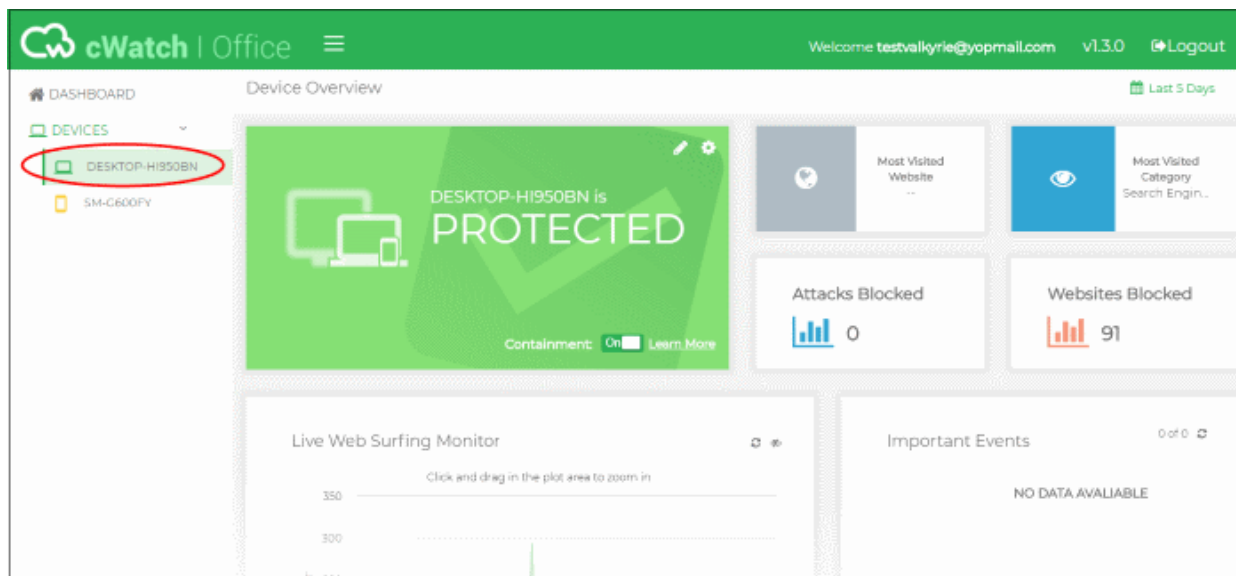 cWatch | Office
Welcome testvalkyrie@yopmail.com v1.3.0 Logout
DASHBOARD
DEVICES
DESKTOP-HI950BN
SM-G600FY
Device Overview
Last 5 Days
DESKTOP-HI950BN is
PROTECTED
Containment: On Learn More
Most Visited
Website
--
Most Visited
Category
Search Engin...
Attacks Blocked
0
Websites Blocked
91
Live Web Surfing Monitor
Click and drag in the plot area to zoom in
350
300
Important Events
0 of 0
NO DATA AVALIABLE